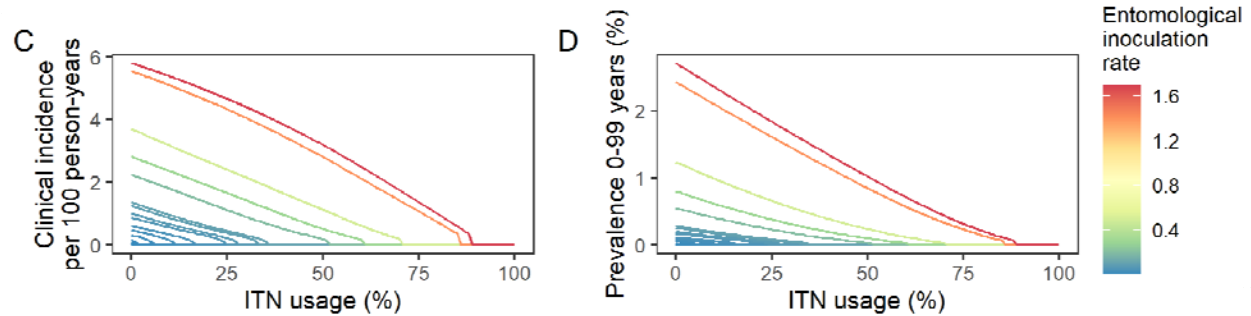 C
Clinical incidence
per 100 person-years
6
4
2
0
0
25
50
75
100
ITN usage (%)
D
Prevalence 0-99 years (%)
2
1
0
0
25
50
75
100
ITN usage (%)
Entomological
inoculation
rate
1.6
1.2
0.8
0.4